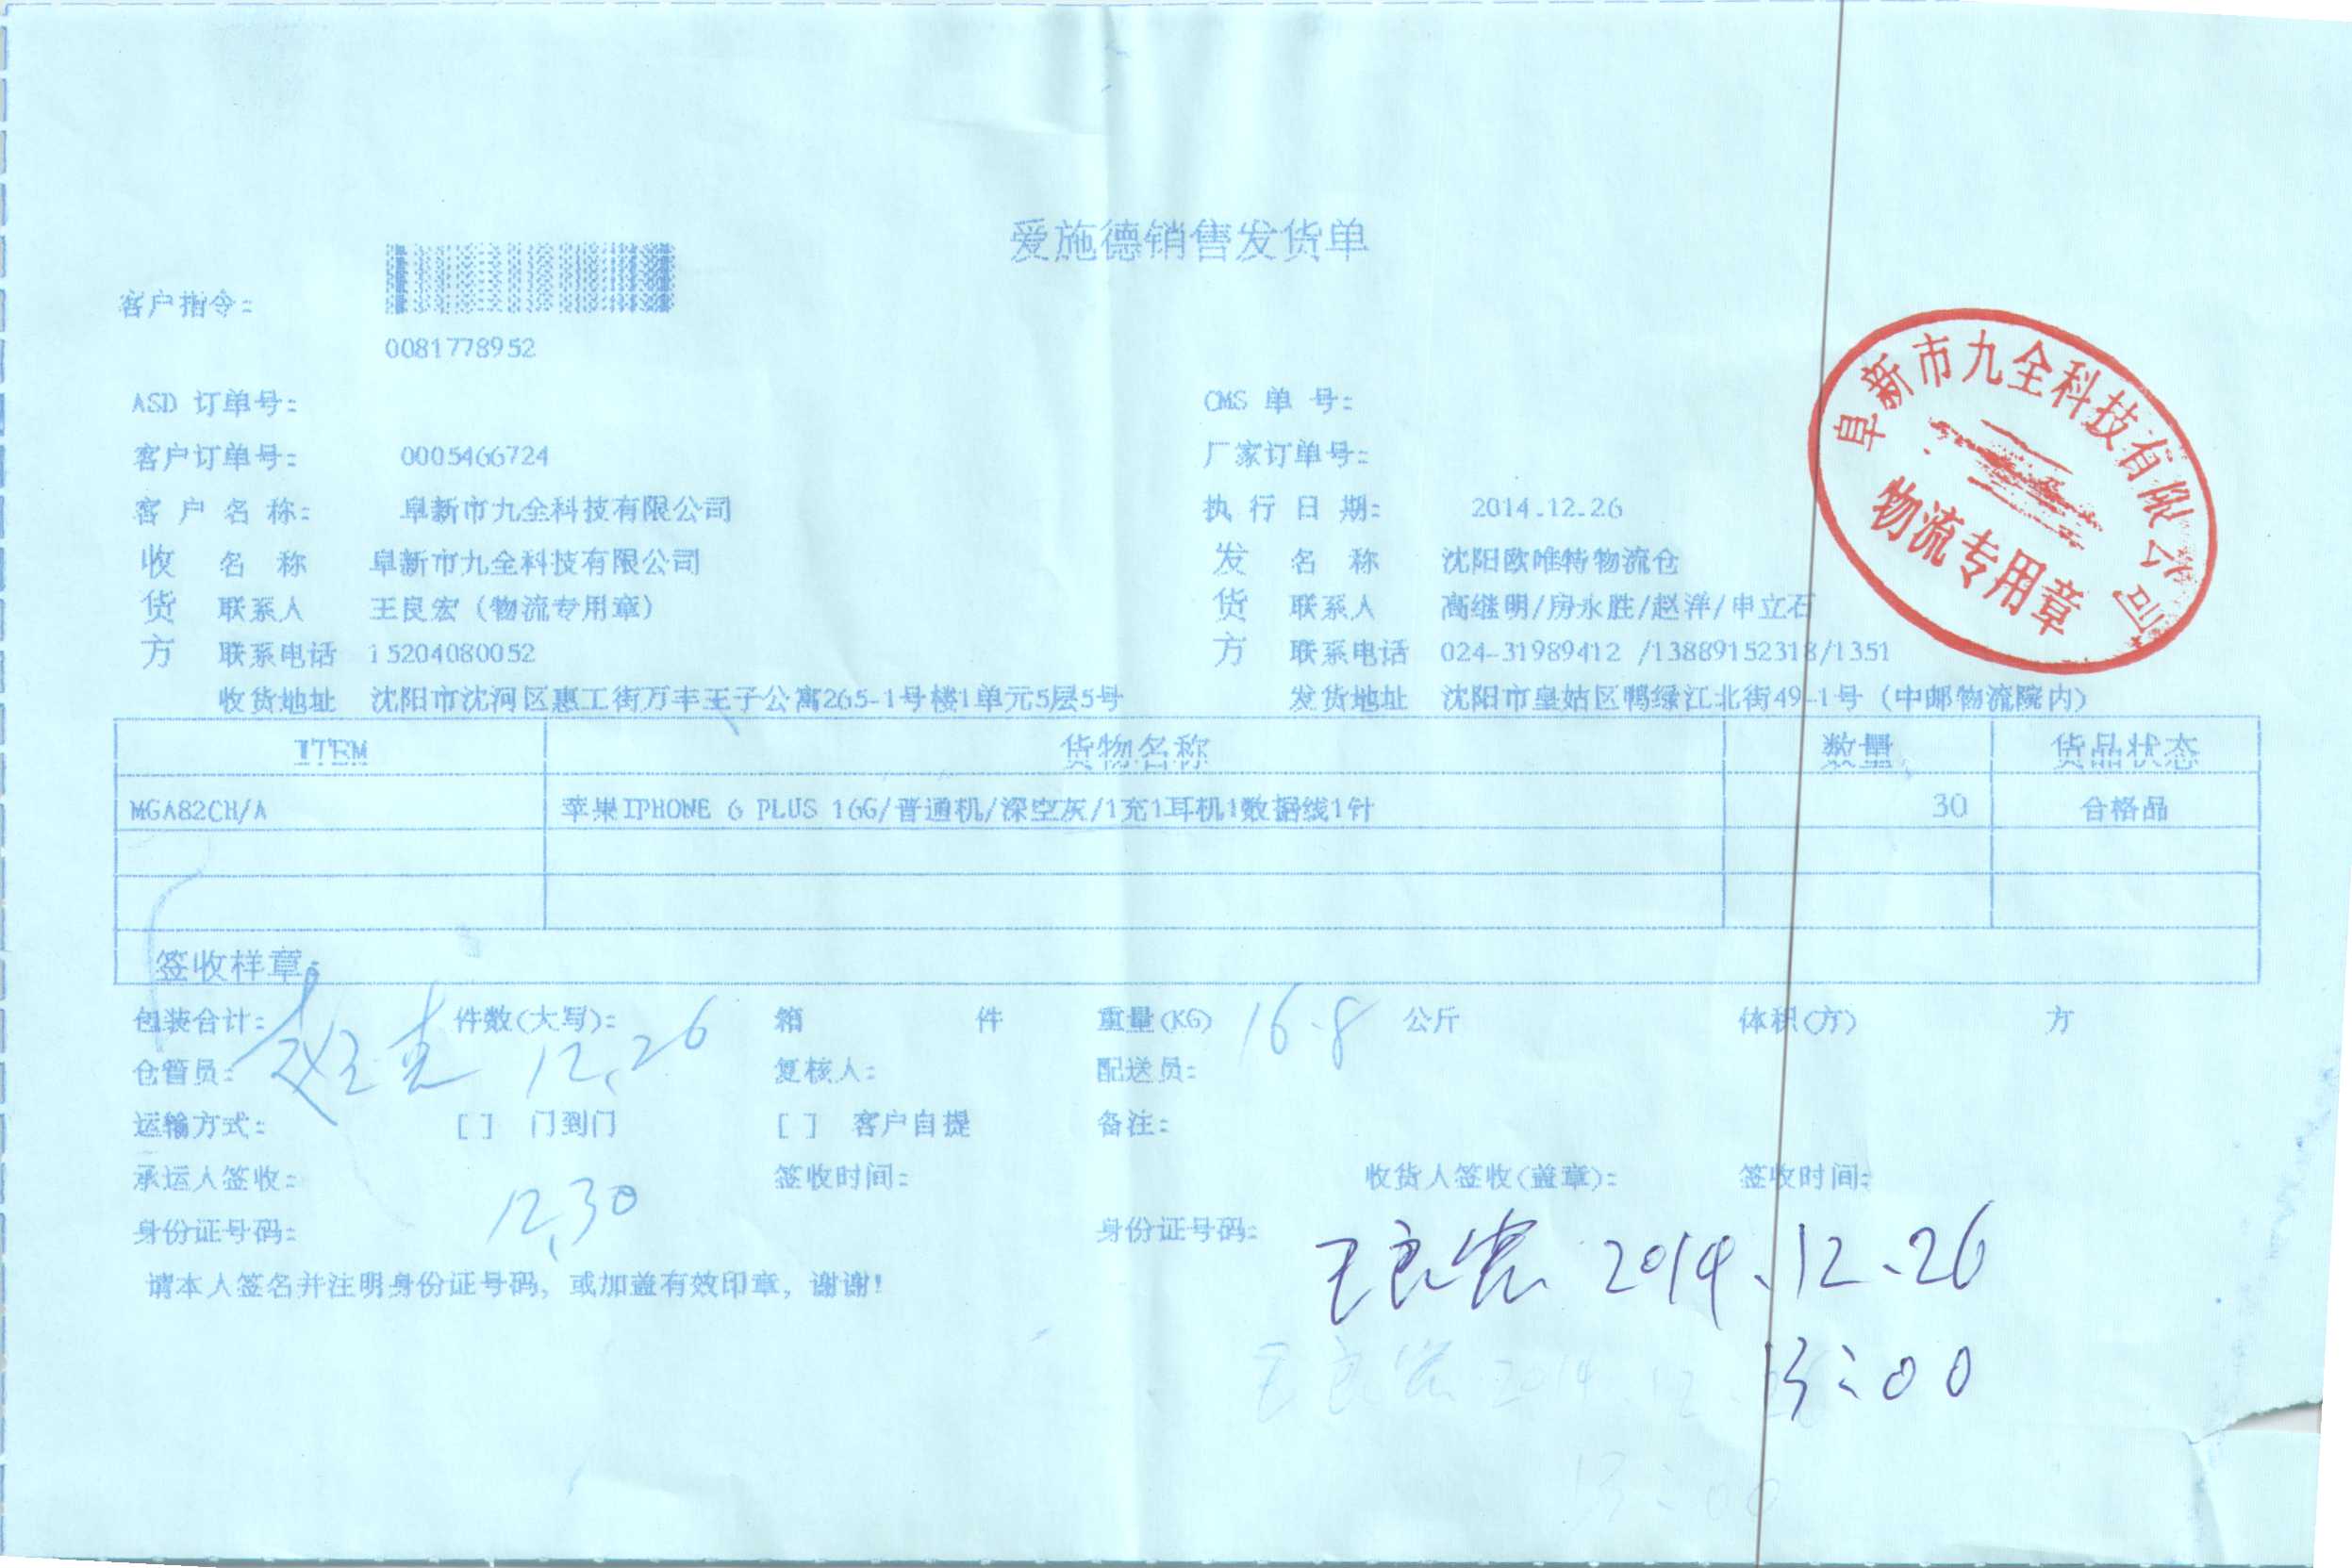 爱施德销售发货单
客户指令:
0081778952
ASD 订单号: CMS 单 号:
客户订单号: 0005466724 厂家订单号:
客 户 名 称: 阜新市九全科技有限公司 执 行 日 期: 2014.12.26
收 名 称 阜新市九全科技有限公司 发 名 称 沈阳欧唯特物流仓
货 联系人 王良宏（物流专用章） 货 联系人 高继明/房永胜/赵洋/申立石
方 联系电话 15204080052 方 联系电话 024-31989412 /13889152318/1351
收货地址 沈阳市沈河区惠工街万丰王子公寓265-1号楼1单元5层5号 发货地址 沈阳市皇姑区鸭绿江北街49-1号（中邮物流院内）
阜新市九全科技有限公司
物流专用章
ITEM 货物名称 数量 货品状态
MGA82CH/A 苹果IPHONE 6 PLUS 16G/普通机/深空灰/1充1耳机1数据线1针 30 合格品
签收样章:
包装合计: 件数(大写): 箱 件 重量(KG) 16.8 公斤 体积(方) 方
仓管员: 12.26 复核人: 配送员:
运输方式: [ ] 门到门 [ ] 客户自提 备注:
承运人签收: 签收时间: 收货人签收(盖章): 签收时间:
身份证号码: 12.30 身份证号码: 王良宏 2014.12.26
13:00
请本人签名并注明身份证号码，或加盖有效印章，谢谢!
王良宏 2014.12.26
13:00